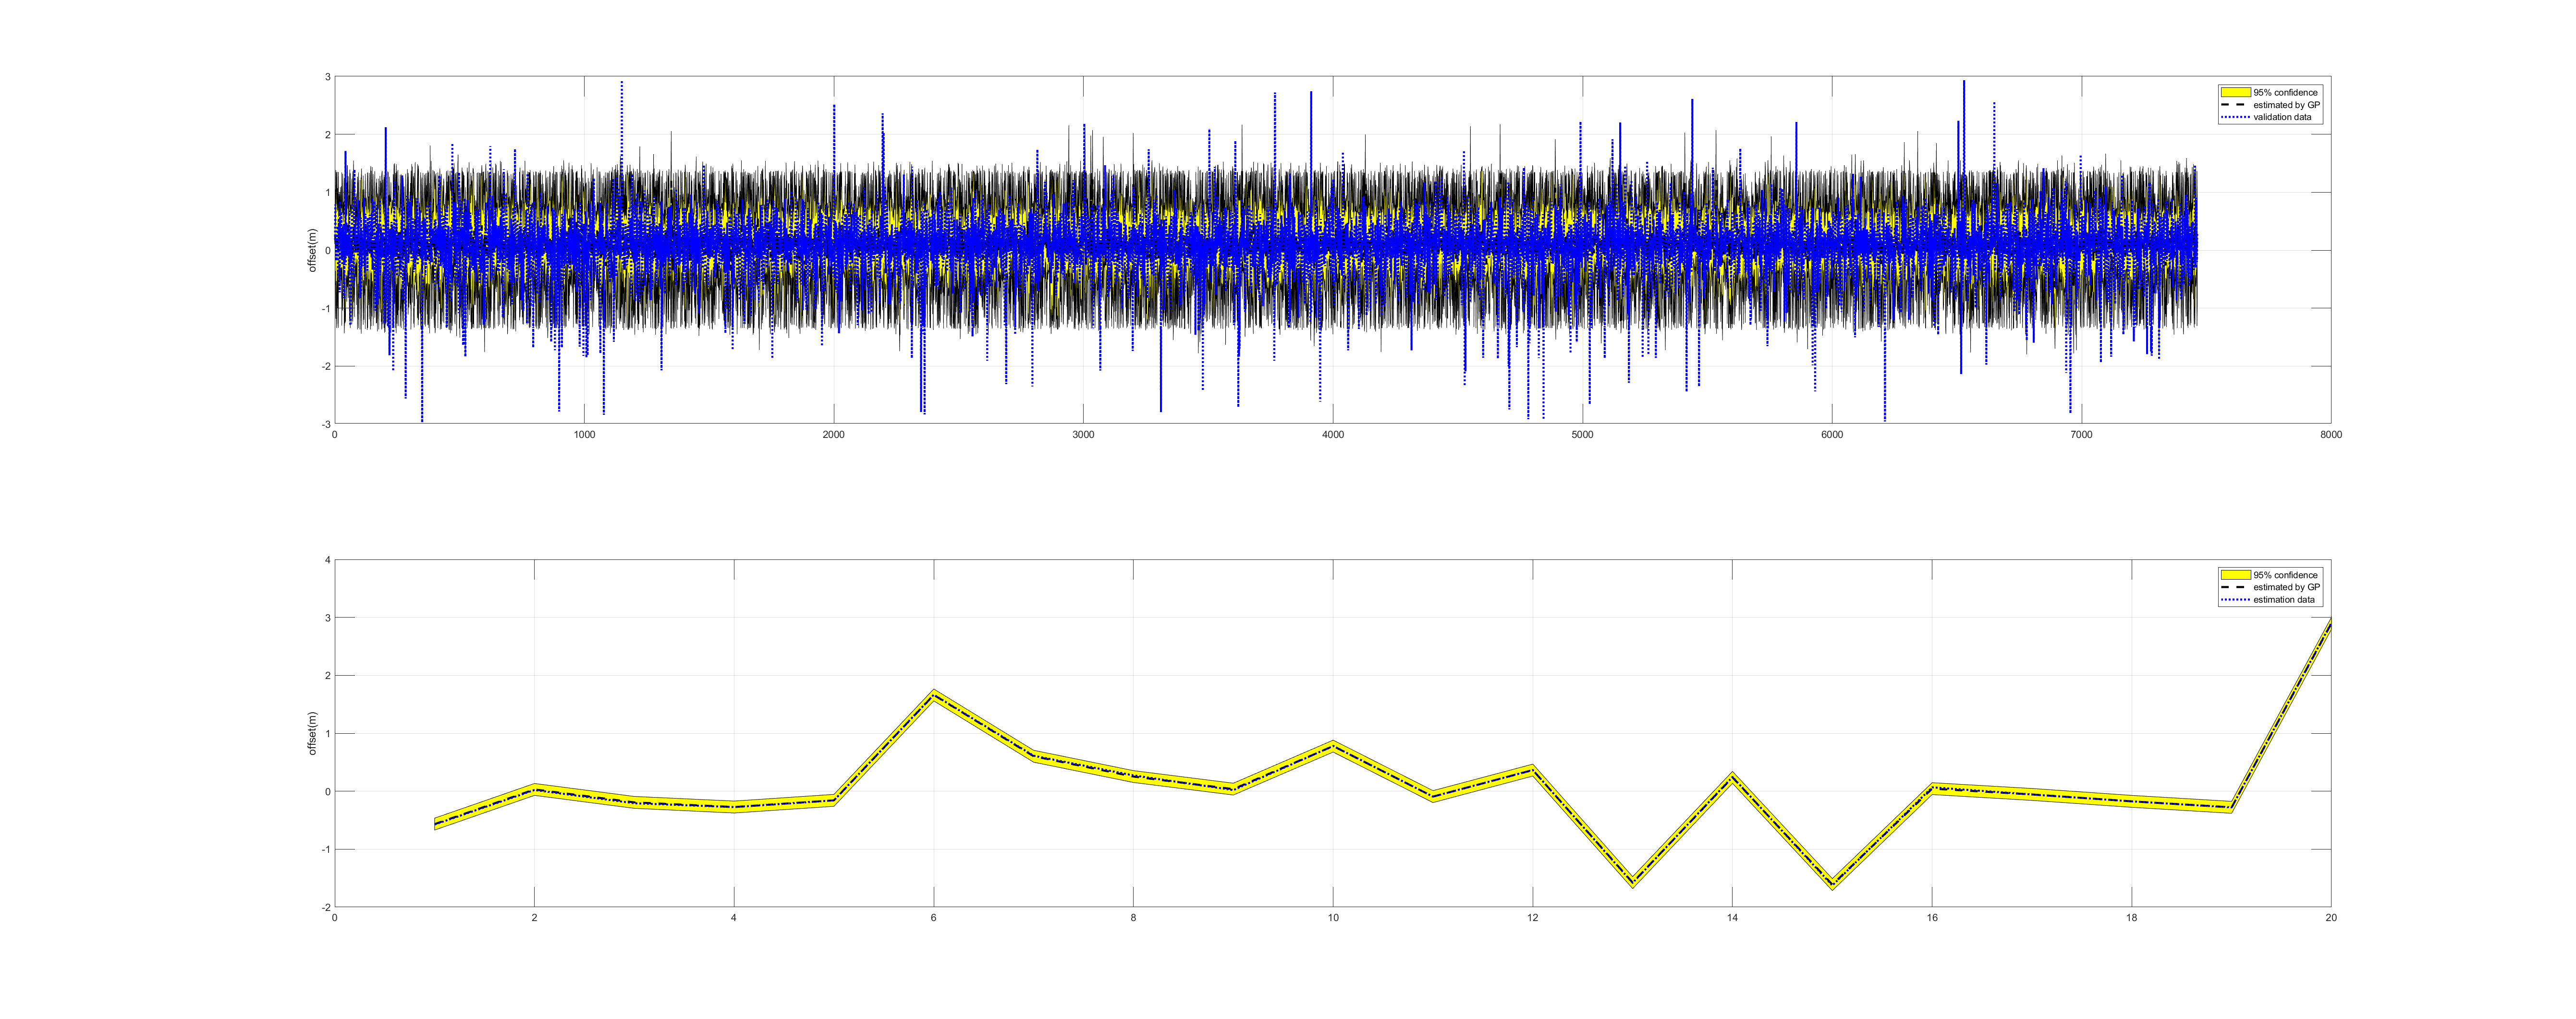 3
2
1
0
-1
-2
-3
offset(m)
0 1000 2000 3000 4000 5000 6000 7000 8000
95% confidence
estimated by GP
validation data
4
3
2
1
0
-1
-2
offset(m)
0 2 4 6 8 10 12 14 16 18 20
95% confidence
estimated by GP
estimation data